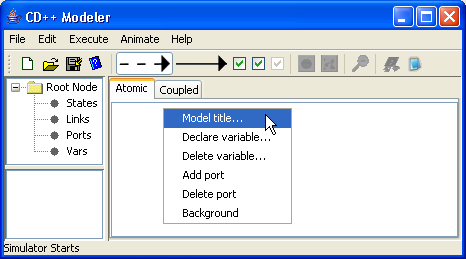 CD++ Modeler
File Edit Execute Animate Help
Root Node
States
Links
Ports
Vars
Atomic Coupled
Model title...
Declare variable...
Delete variable...
Add port
Delete port
Background
Simulator Starts